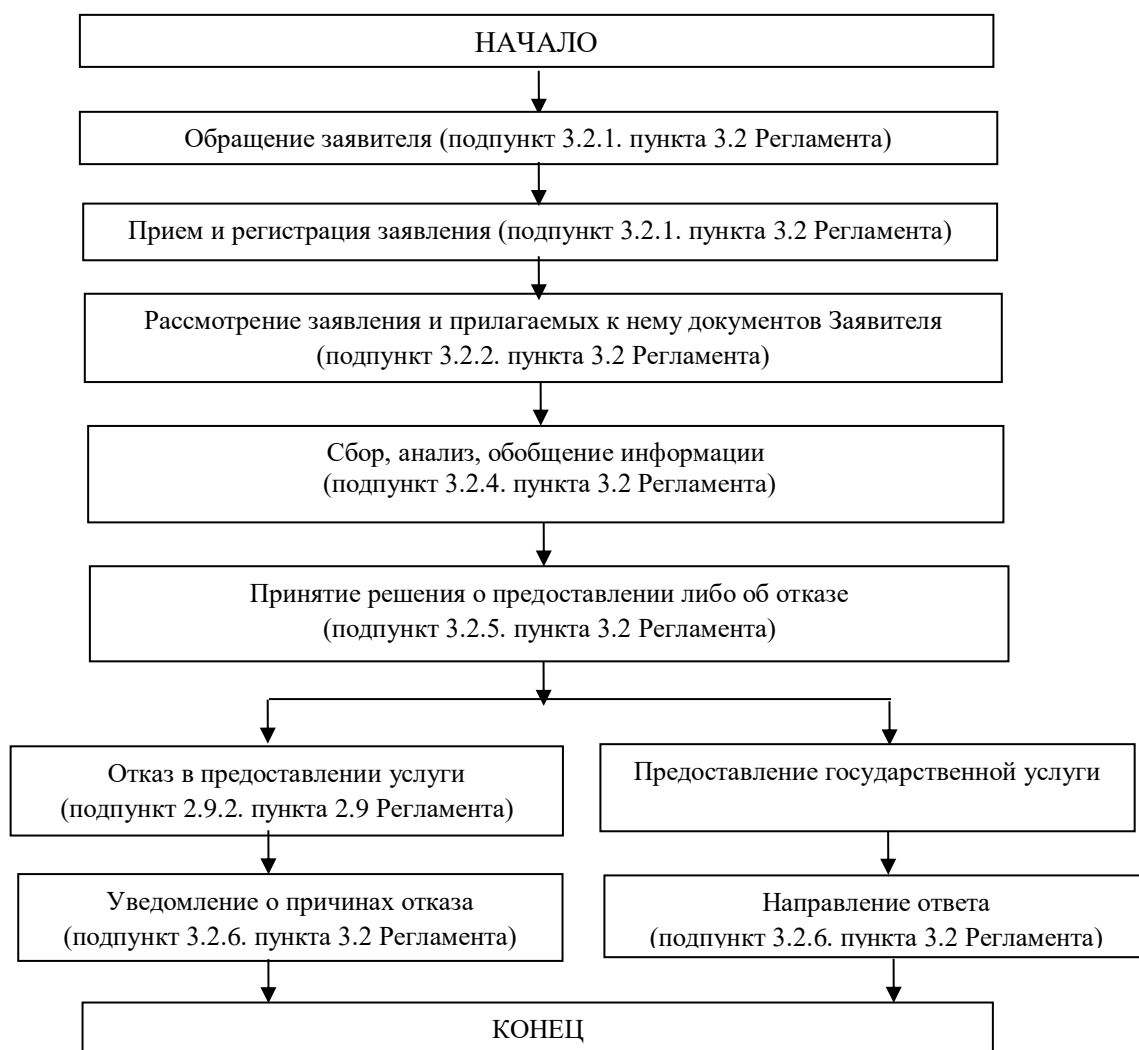 НАЧАЛО
Обращение заявителя (подпункт 3.2.1. пункта 3.2 Регламента)
Прием и регистрация заявления (подпункт 3.2.1. пункта 3.2 Регламента)
Рассмотрение заявления и прилагаемых к нему документов Заявителя
(подпункт 3.2.2. пункта 3.2 Регламента)
Сбор, анализ, обобщение информации
(подпункт 3.2.4. пункта 3.2 Регламента)
Принятие решения о предоставлении либо об отказе
(подпункт 3.2.5. пункта 3.2 Регламента)
Отказ в предоставлении услуги
(подпункт 2.9.2. пункта 2.9 Регламента)
Предоставление государственной услуги
Уведомление о причинах отказа
(подпункт 3.2.6. пункта 3.2 Регламента)
Направление ответа
(подпункт 3.2.6. пункта 3.2 Регламента)
КОНЕЦ